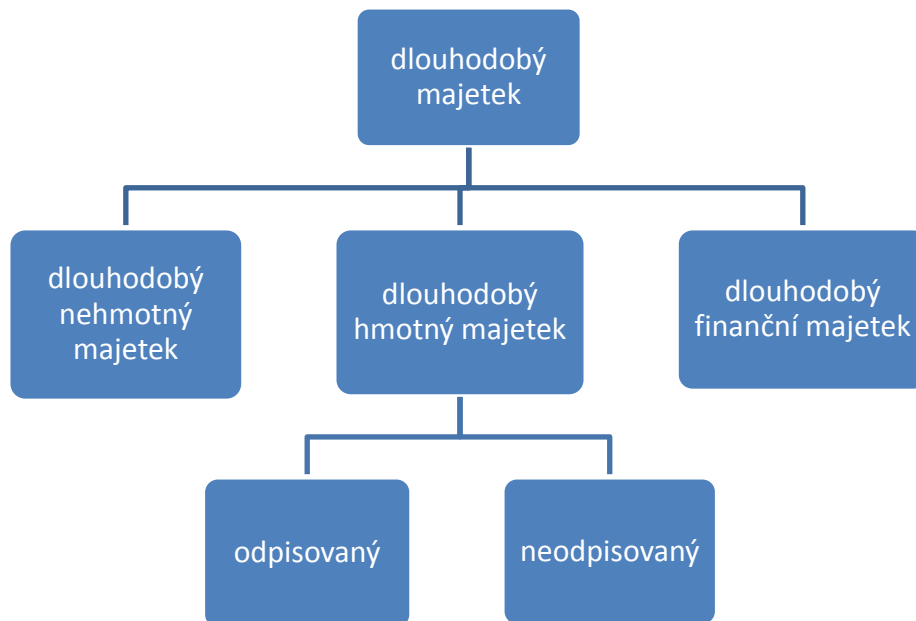 dlouhodobý
majetek
dlouhodobý
nehmotný
majetek
dlouhodobý
hmotný majetek
dlouhodobý
finanční majetek
odpisovaný
neodpisovaný